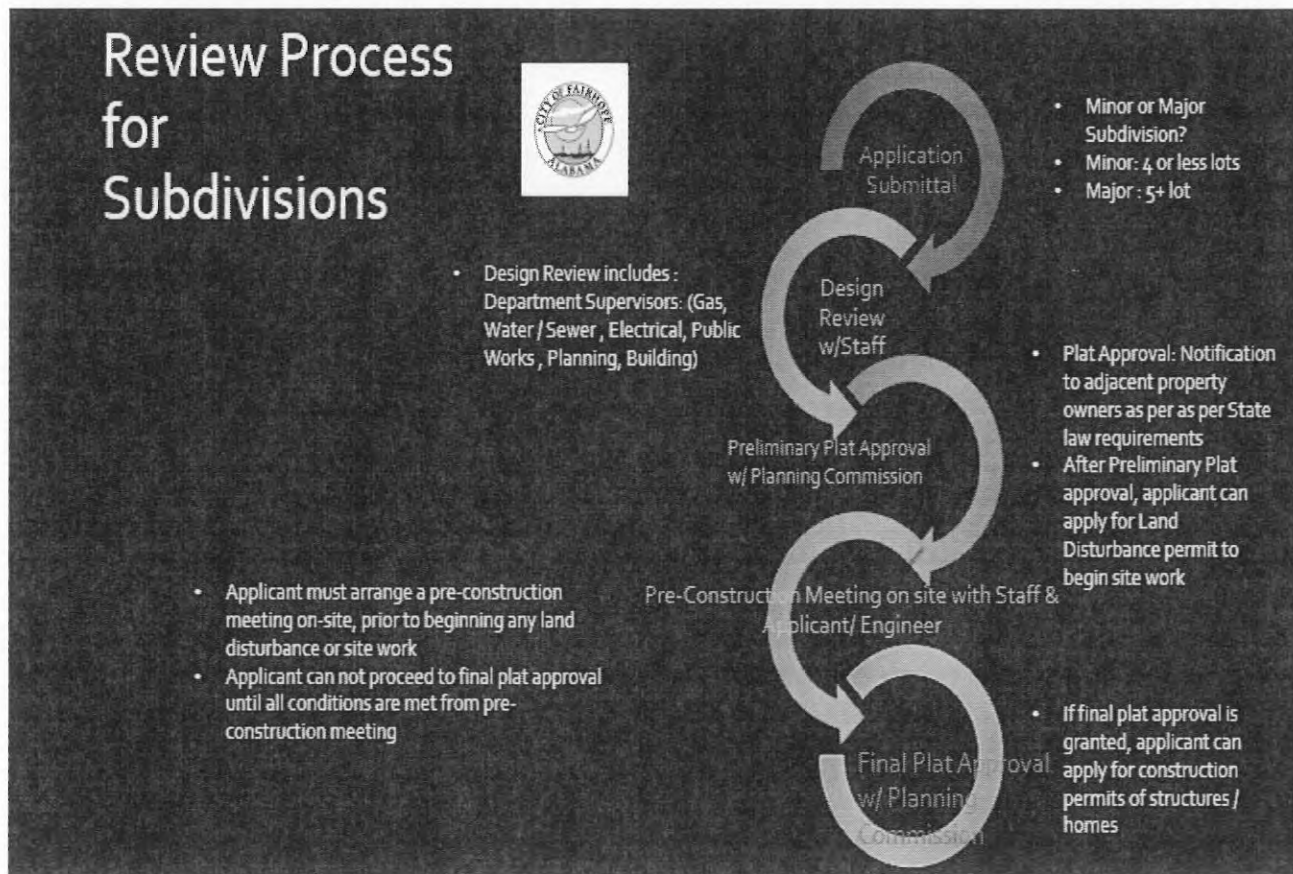 Review Process
for
Subdivisions
CITY OF FAIRHOPE
ALABAMA
Application
Submittal
• Minor or Major
Subdivision?
• Minor: 4 or less lots
• Major : 5+ lot
• Design Review includes :
Department Supervisors: (Gas,
Water / Sewer , Electrical, Public
Works , Planning, Building)
Design
Review
w/Staff
Preliminary Plat Approval
w/ Planning Commission
• Plat Approval: Notification
to adjacent property
owners as per as per State
law requirements
• After Preliminary Plat
approval, applicant can
apply for Land
Disturbance permit to
begin site work
• Applicant must arrange a pre-construction
meeting on-site, prior to beginning any land
disturbance or site work
• Applicant can not proceed to final plat approval
until all conditions are met from pre-
construction meeting
Pre-Construction Meeting on site with Staff &
Applicant/ Engineer
Final Plat Approval
w/ Planning
Commission
• If final plat approval is
granted, applicant can
apply for construction
permits of structures /
homes